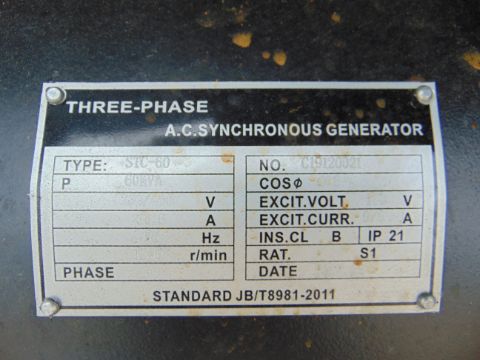 THREE-PHASE
A.C.SYNCHRONOUS GENERATOR
TYPE: STC-60
P 60KVA
V
A
Hz
r/min
PHASE
NO. C19120021
COSφ
EXCIT.VOLT. V
EXCIT.CURR. A
INS.CL B IP 21
RAT. S1
DATE
STANDARD JB/T8981-2011